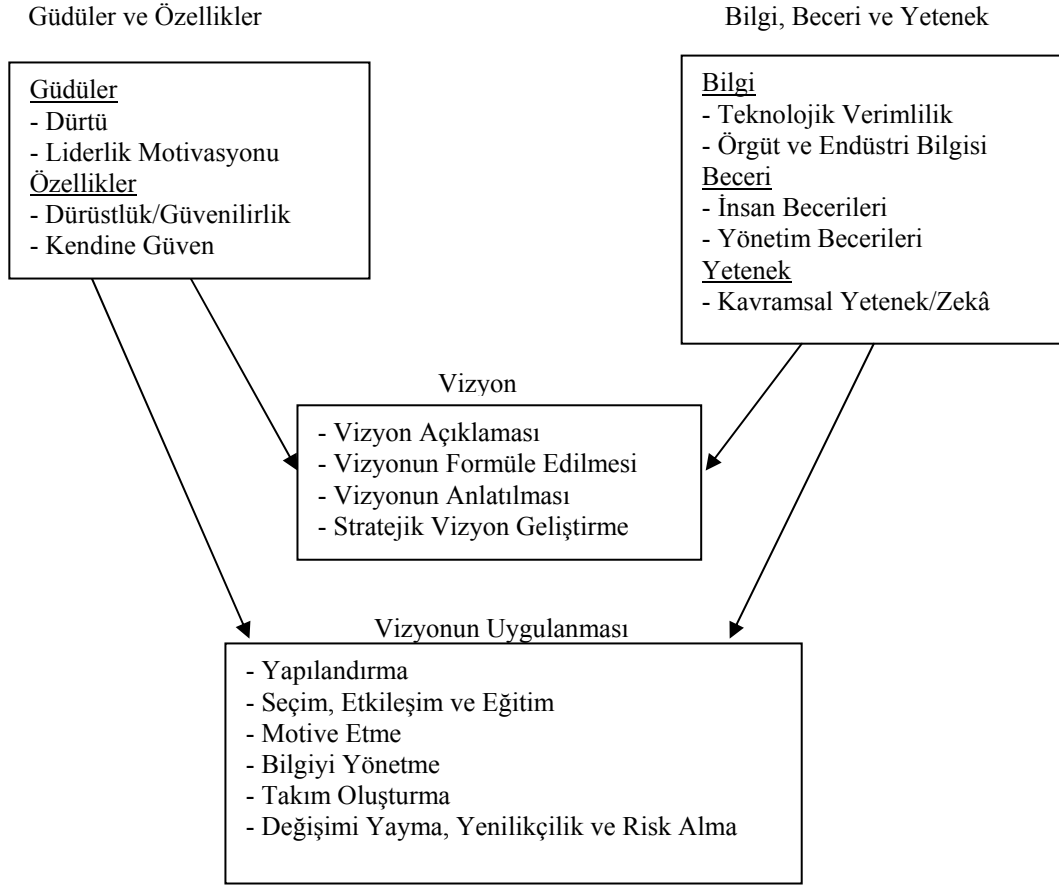 Güdüler ve Özellikler
Güdüler
- Dürtü
- Liderlik Motivasyonu
Özellikler
- Dürüstlük/Güvenilirlik
- Kendine Güven
Bilgi, Beceri ve Yetenek
Bilgi
- Teknolojik Verimlilik
- Örgüt ve Endüstri Bilgisi
Beceri
- İnsan Becerileri
- Yönetim Becerileri
Yetenek
- Kavramsal Yetenek/Zekâ
Vizyon
- Vizyon Açıklaması
- Vizyonun Formüle Edilmesi
- Vizyonun Anlatılması
- Stratejik Vizyon Geliştirme
Vizyonun Uygulanması
- Yapılandırma
- Seçim, Etkileşim ve Eğitim
- Motive Etme
- Bilgiyi Yönetme
- Takım Oluşturma
- Değişimi Yayma, Yenilikçilik ve Risk Alma